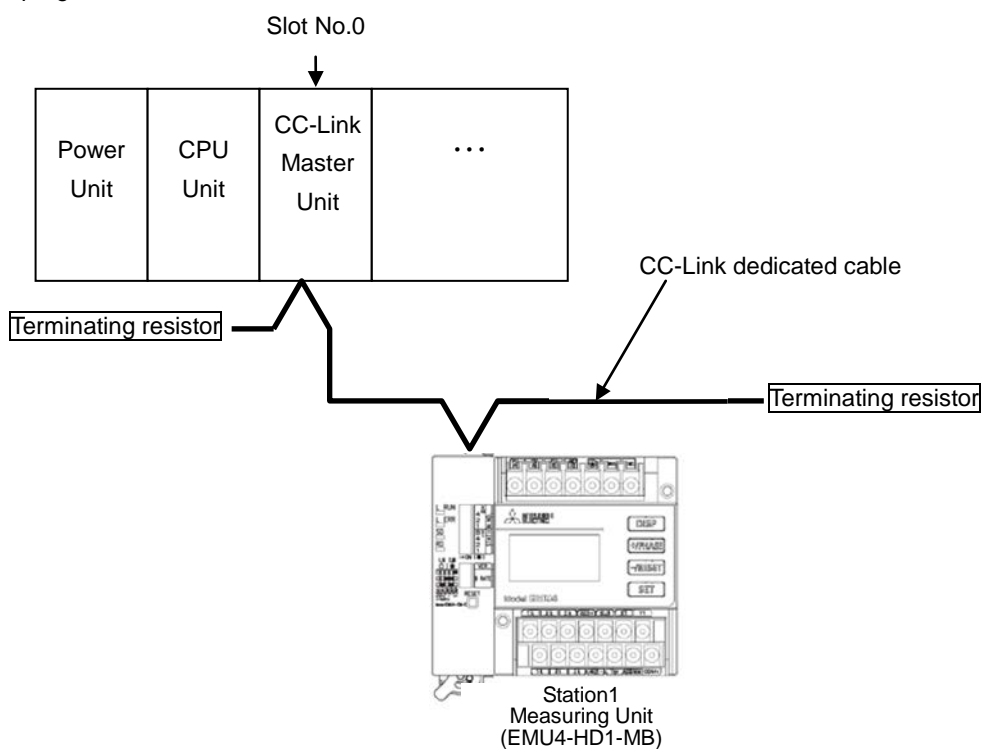 Slot No.0
Power
Unit
CPU
Unit
CC-Link
Master
Unit
...
CC-Link dedicated cable
Terminating resistor
Terminating resistor
DISP
SET
RESET
Station1
Measuring Unit
(EMU4-HD1-MB)